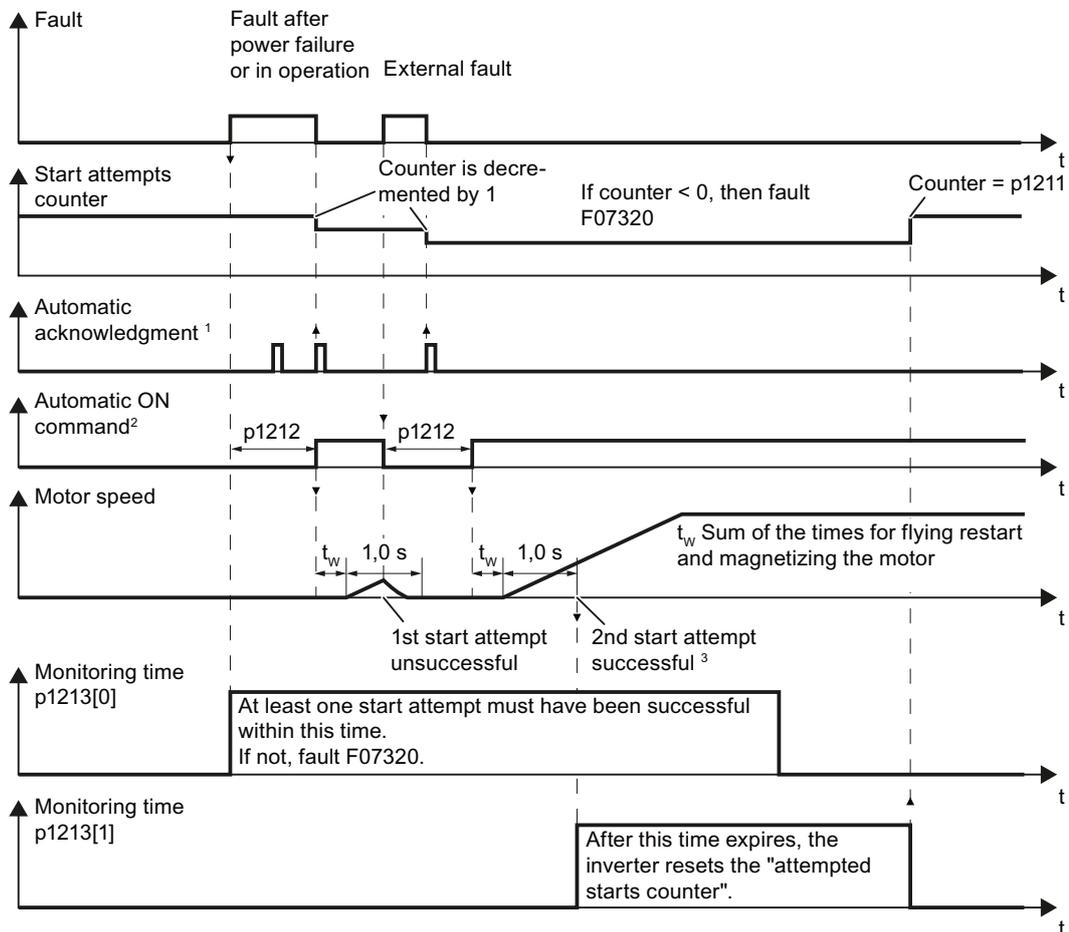 Fault
Fault after
power failure
or in operation
External fault
t
Start attempts
counter
Counter is decre-
mented by 1
If counter < 0, then fault
F07320
Counter = p1211
t
Automatic
acknowledgment 1
t
Automatic ON
command2
p1212
p1212
t
Motor speed
tw
1,0 s
tw
1,0 s
tw Sum of the times for flying restart
and magnetizing the motor
t
1st start attempt
unsuccessful
2nd start attempt
successful 3
Monitoring time
p1213[0]
At least one start attempt must have been successful
within this time.
If not, fault F07320.
t
Monitoring time
p1213[1]
After this time expires, the
inverter resets the "attempted
starts counter".
t